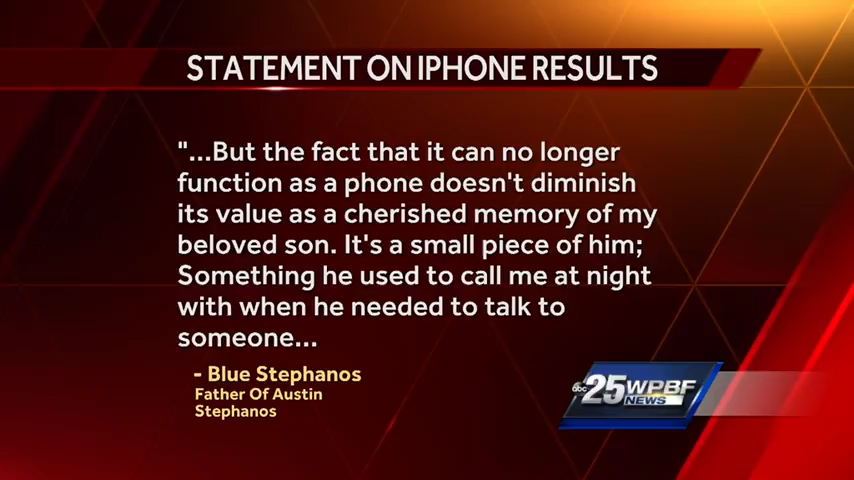 STATEMENT ON IPHONE RESULTS
"...But the fact that it can no longer
function as a phone doesn't diminish
its value as a cherished memory of my
beloved son. It's a small piece of him;
Something he used to call me at night
with when he needed to talk to
someone...
- Blue Stephanos
Father Of Austin
Stephanos
abc 25 WPBF
NEWS